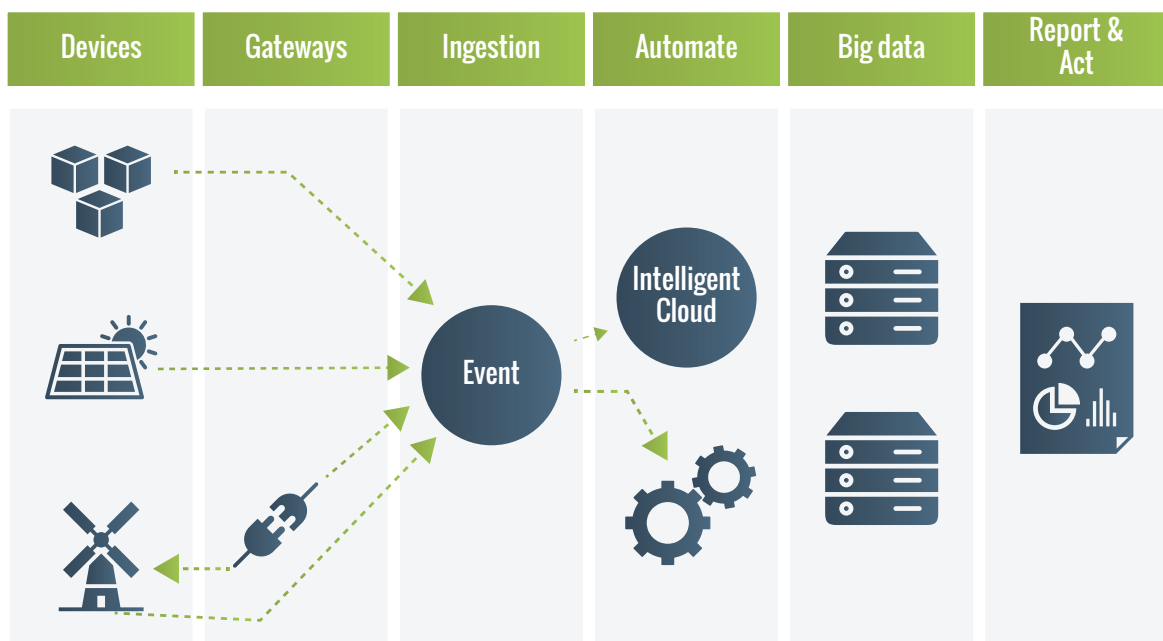 Devices
Gateways
Ingestion
Automate
Big data
Report &
Act
Intelligent
Cloud
Event